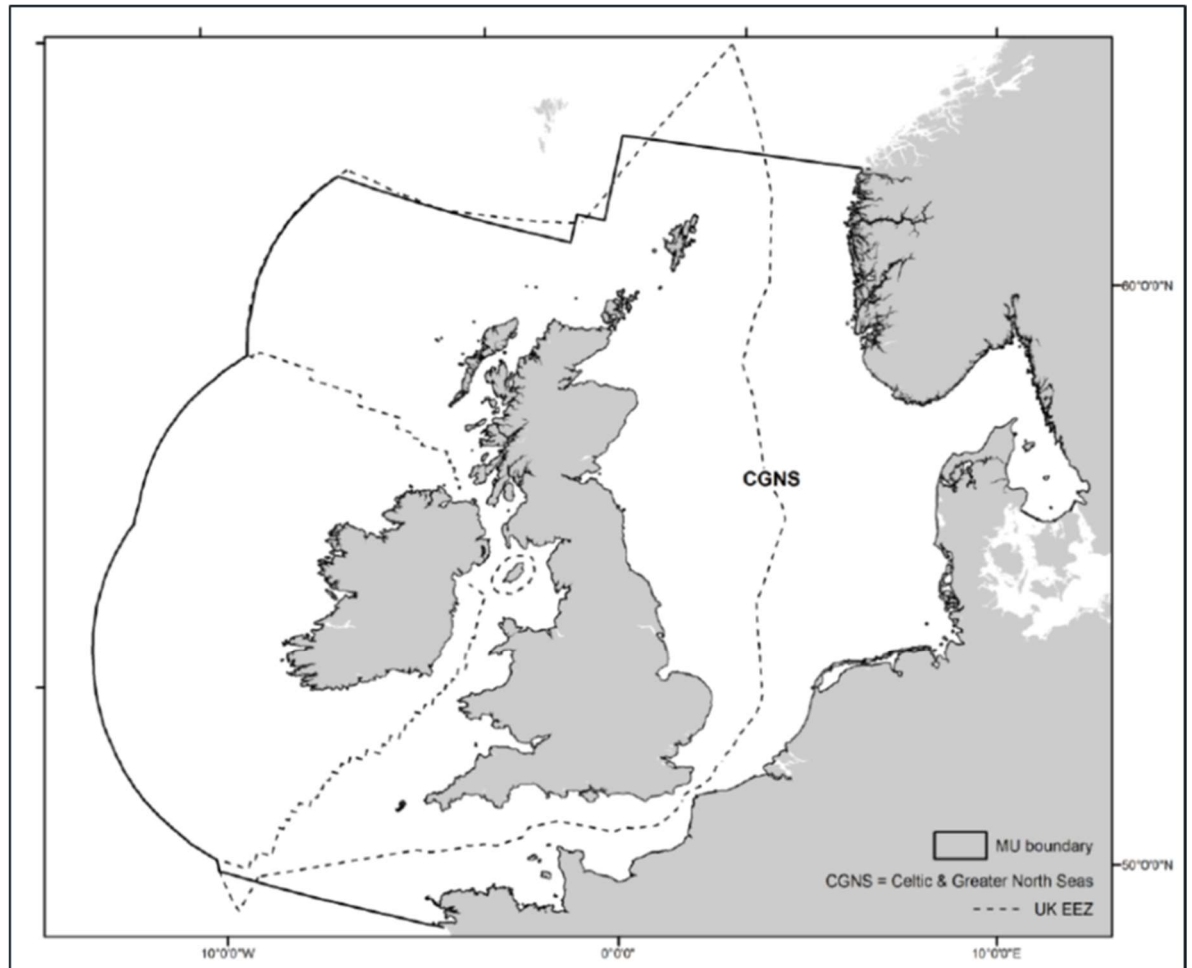 60°0'0"N
CGNS
MU boundary
CGNS = Celtic & Greater North Seas
50°0'0"N
UK EEZ
10°0'0"W
0°0'0"
10°0'0"E